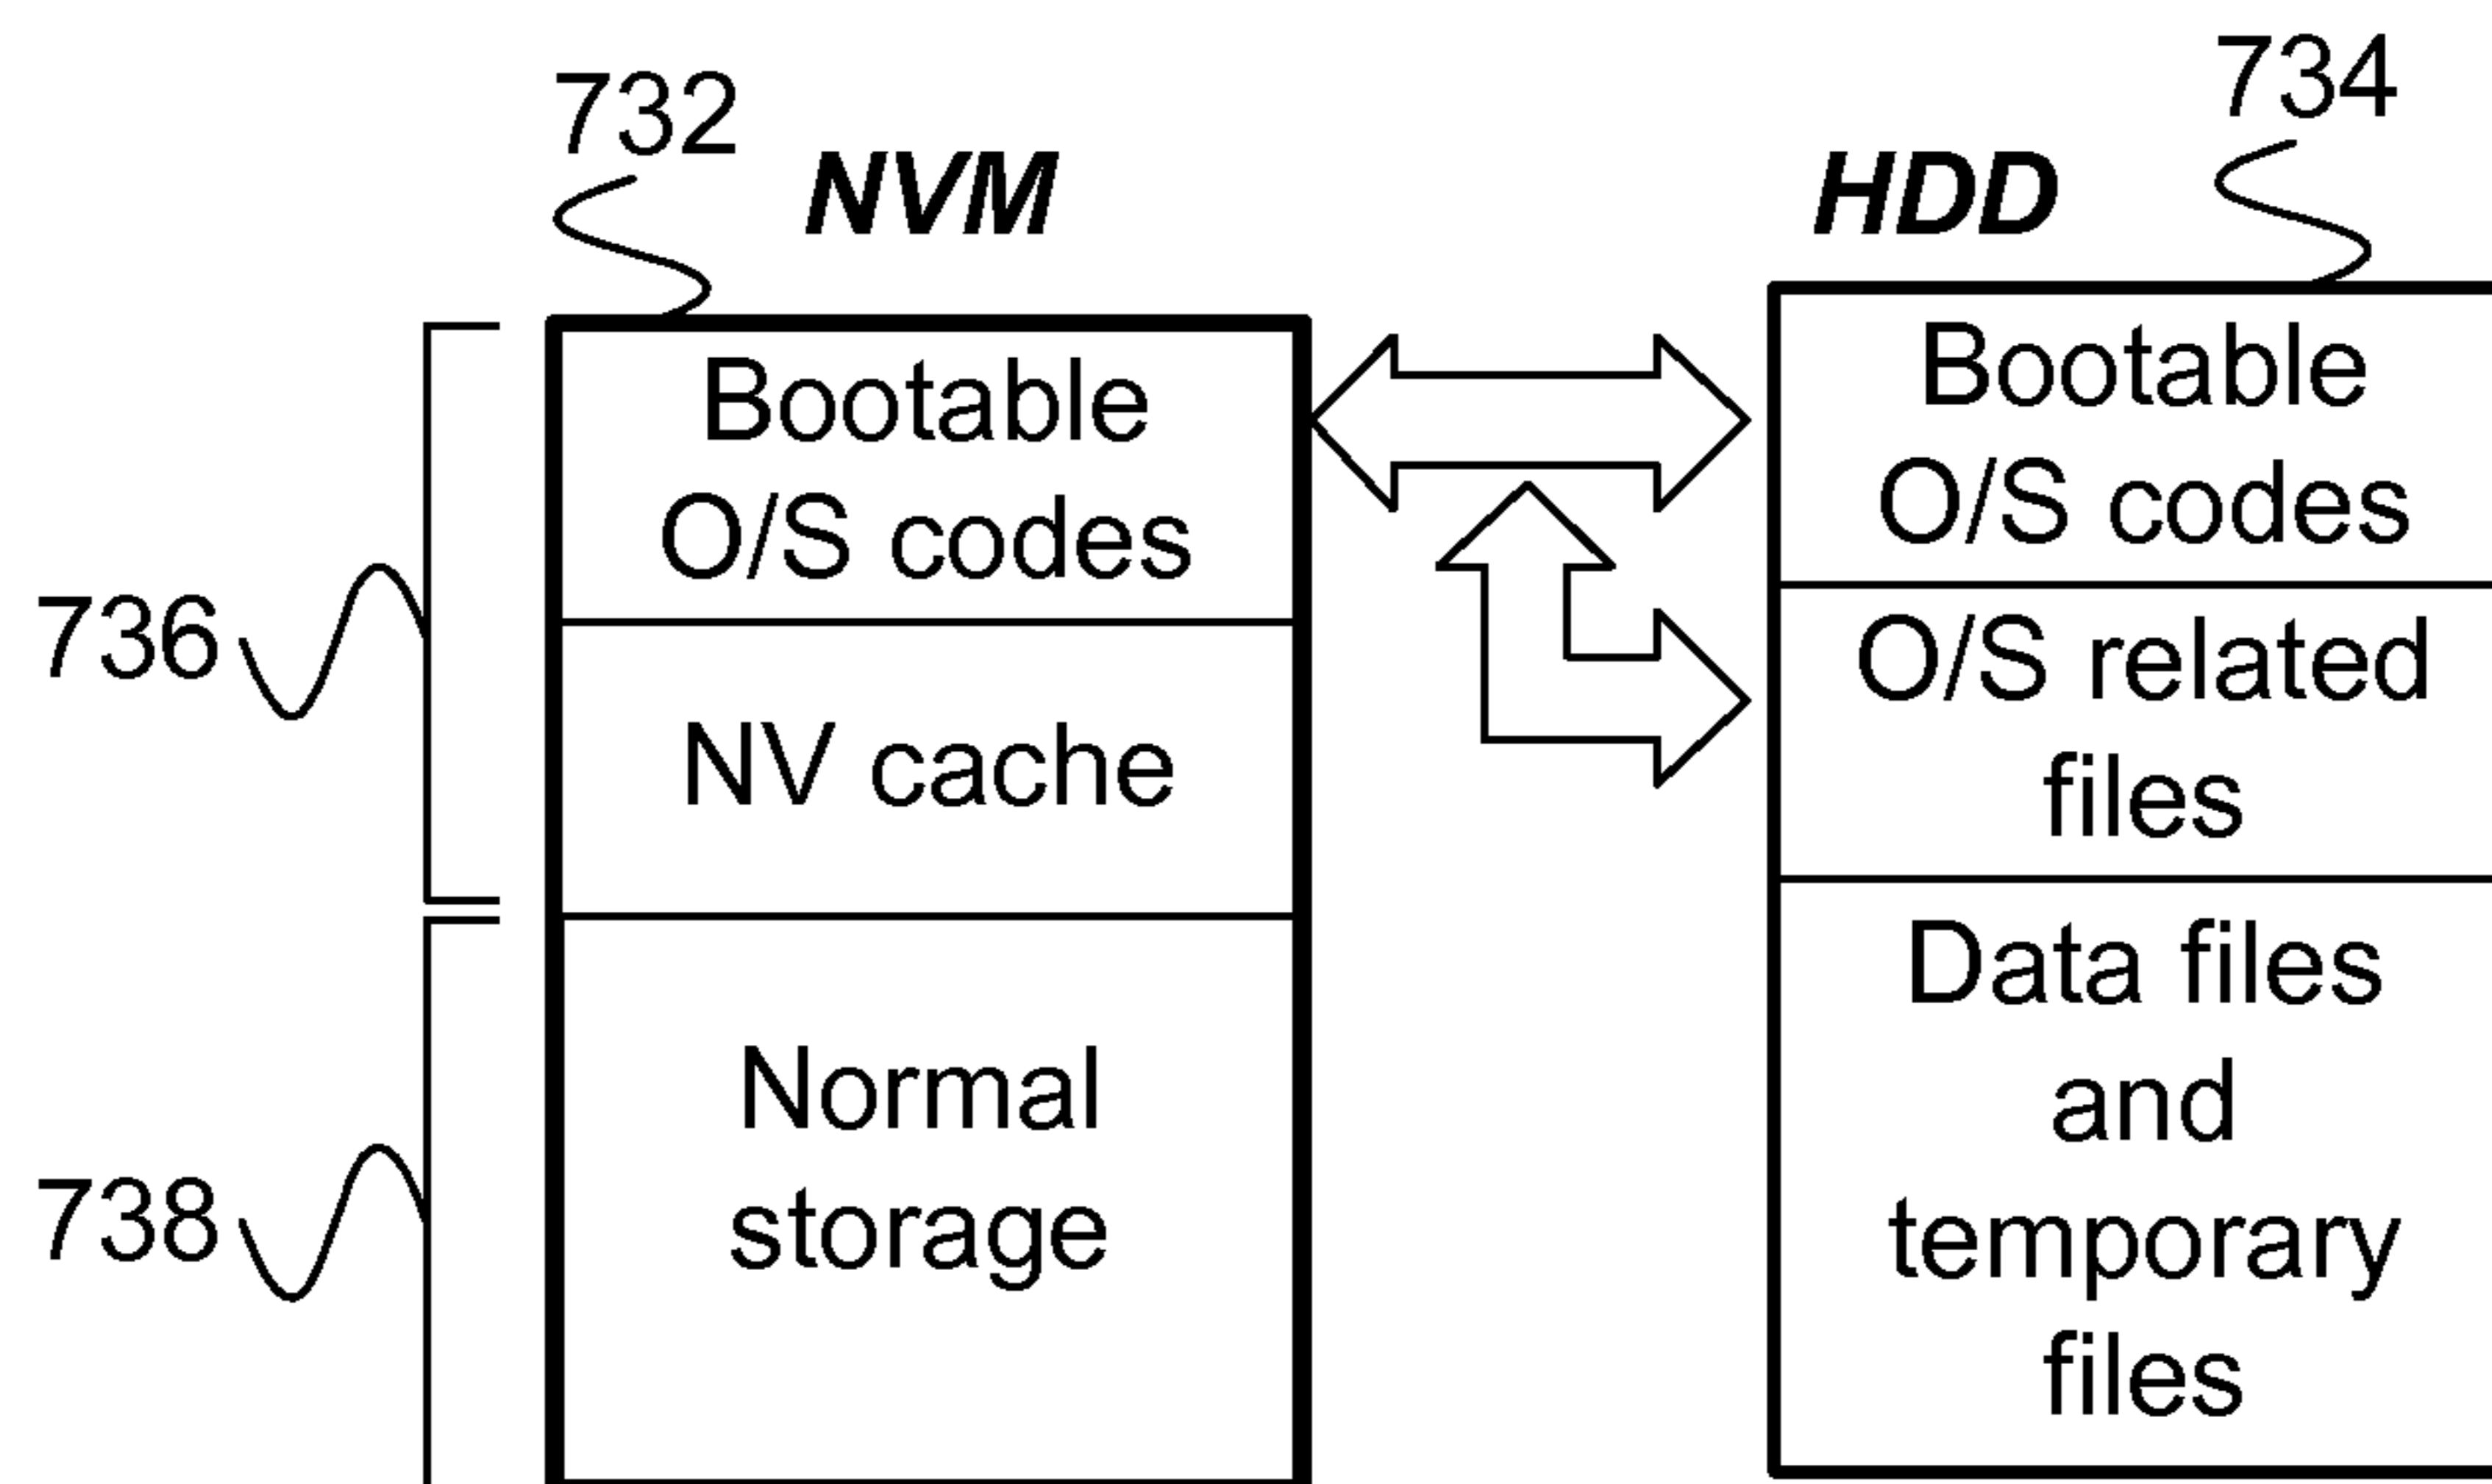 732
NVM
Bootable
O/S codes
NV cache
Normal
storage
736
738
734
HDD
Bootable
O/S codes
O/S related
files
Data files
and
temporary
files